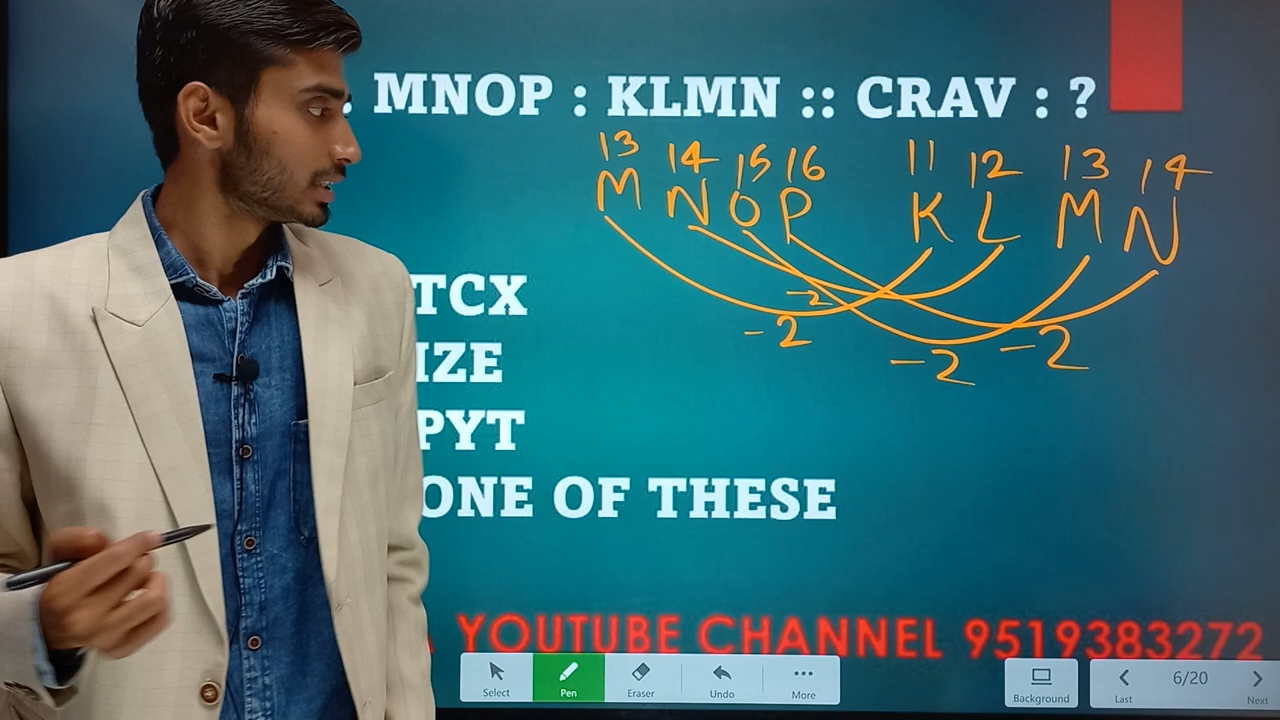 . MNOP : KLMN :: CRAV : ?
13 14 15 16 11 12 13 14
M N O P K L M N
-2 -2 -2 -2
TCX
IZE
PYT
ONE OF THESE
YOUTUBE CHANNEL 9519383272
Select Pen Eraser Undo More Background Last 6/20 Next